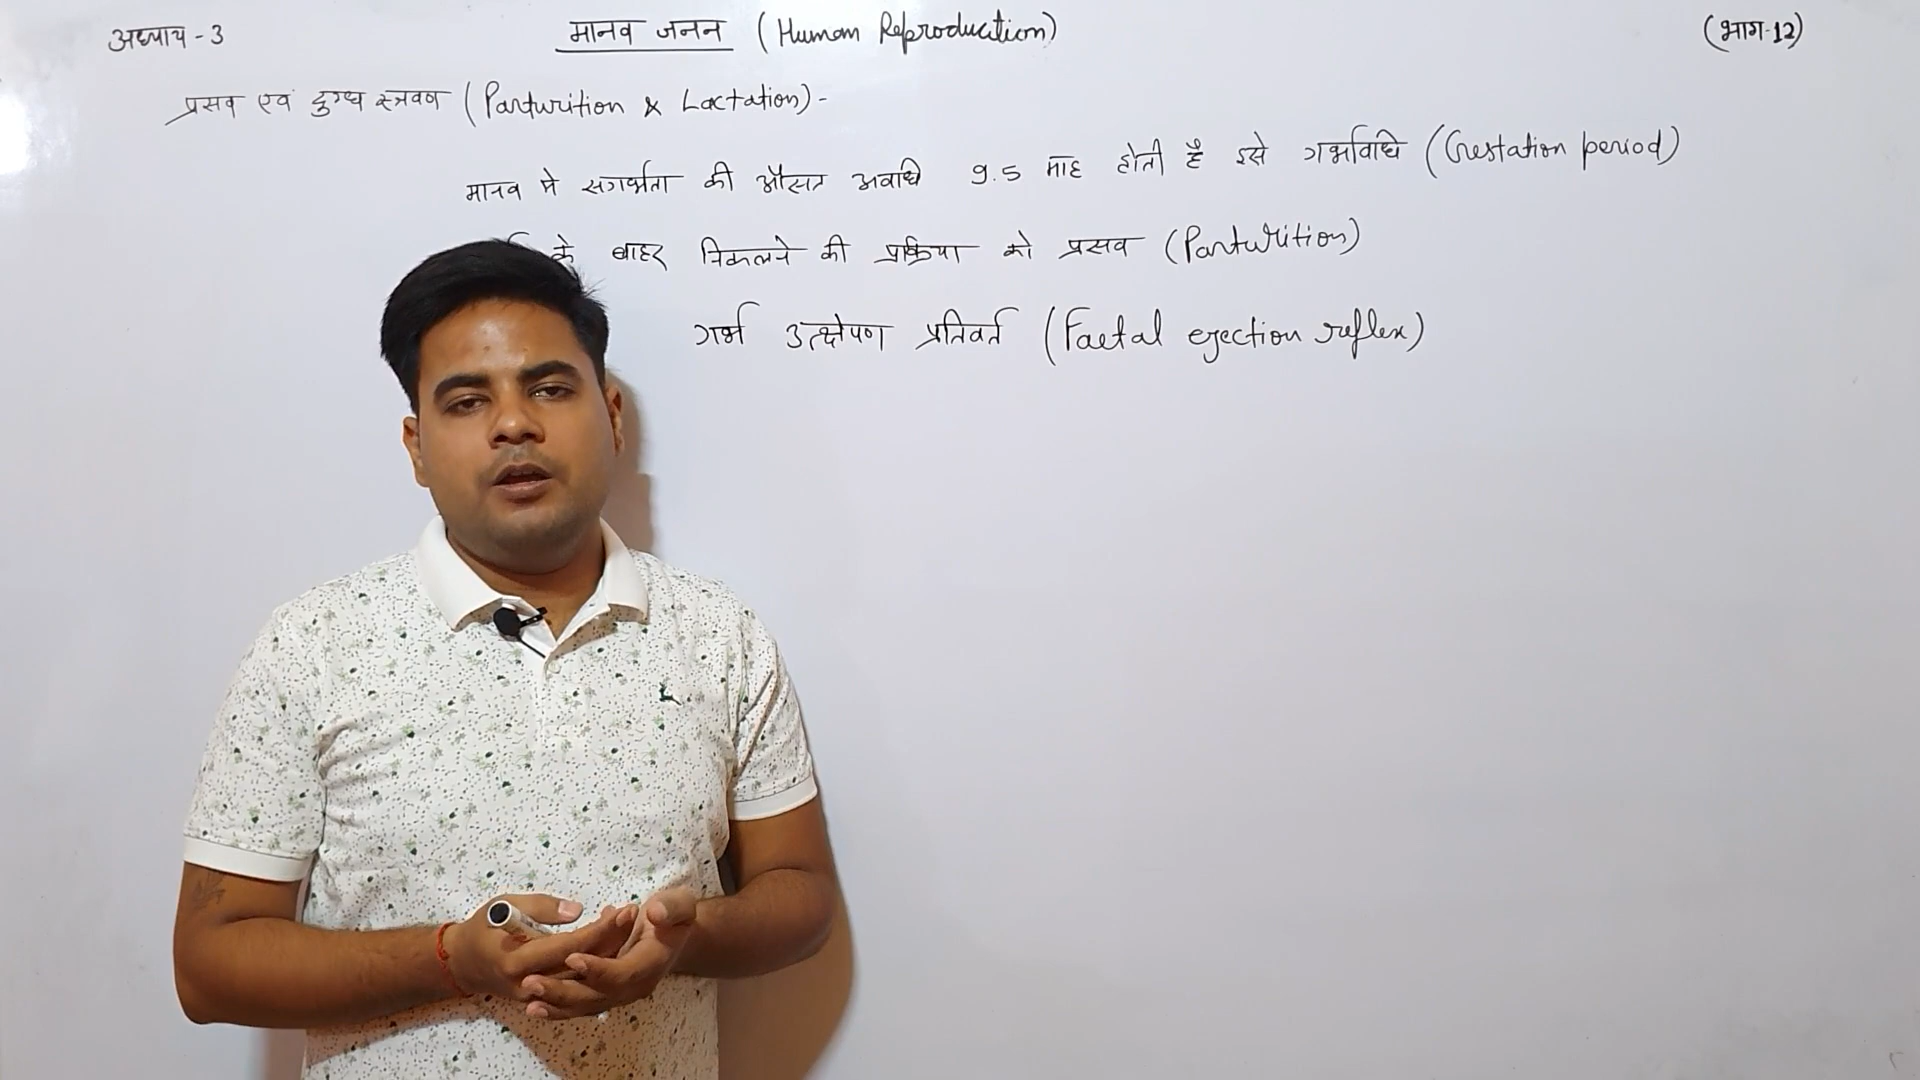 अध्याय - 3
मानव जनन (Human Reproduction)
(भाग-12)
प्रसव एवं दुग्ध स्त्रवण (Parturition & Lactation) -
मानव मे सगर्भता की औसत अवधि 9.5 माह होती है इसे गर्भावधि (Gestation period)
के बाहर निकलने की प्रक्रिया को प्रसव (Parturition)
गर्भ उत्क्षेपण प्रतिवर्त (Faetal ejection reflex)